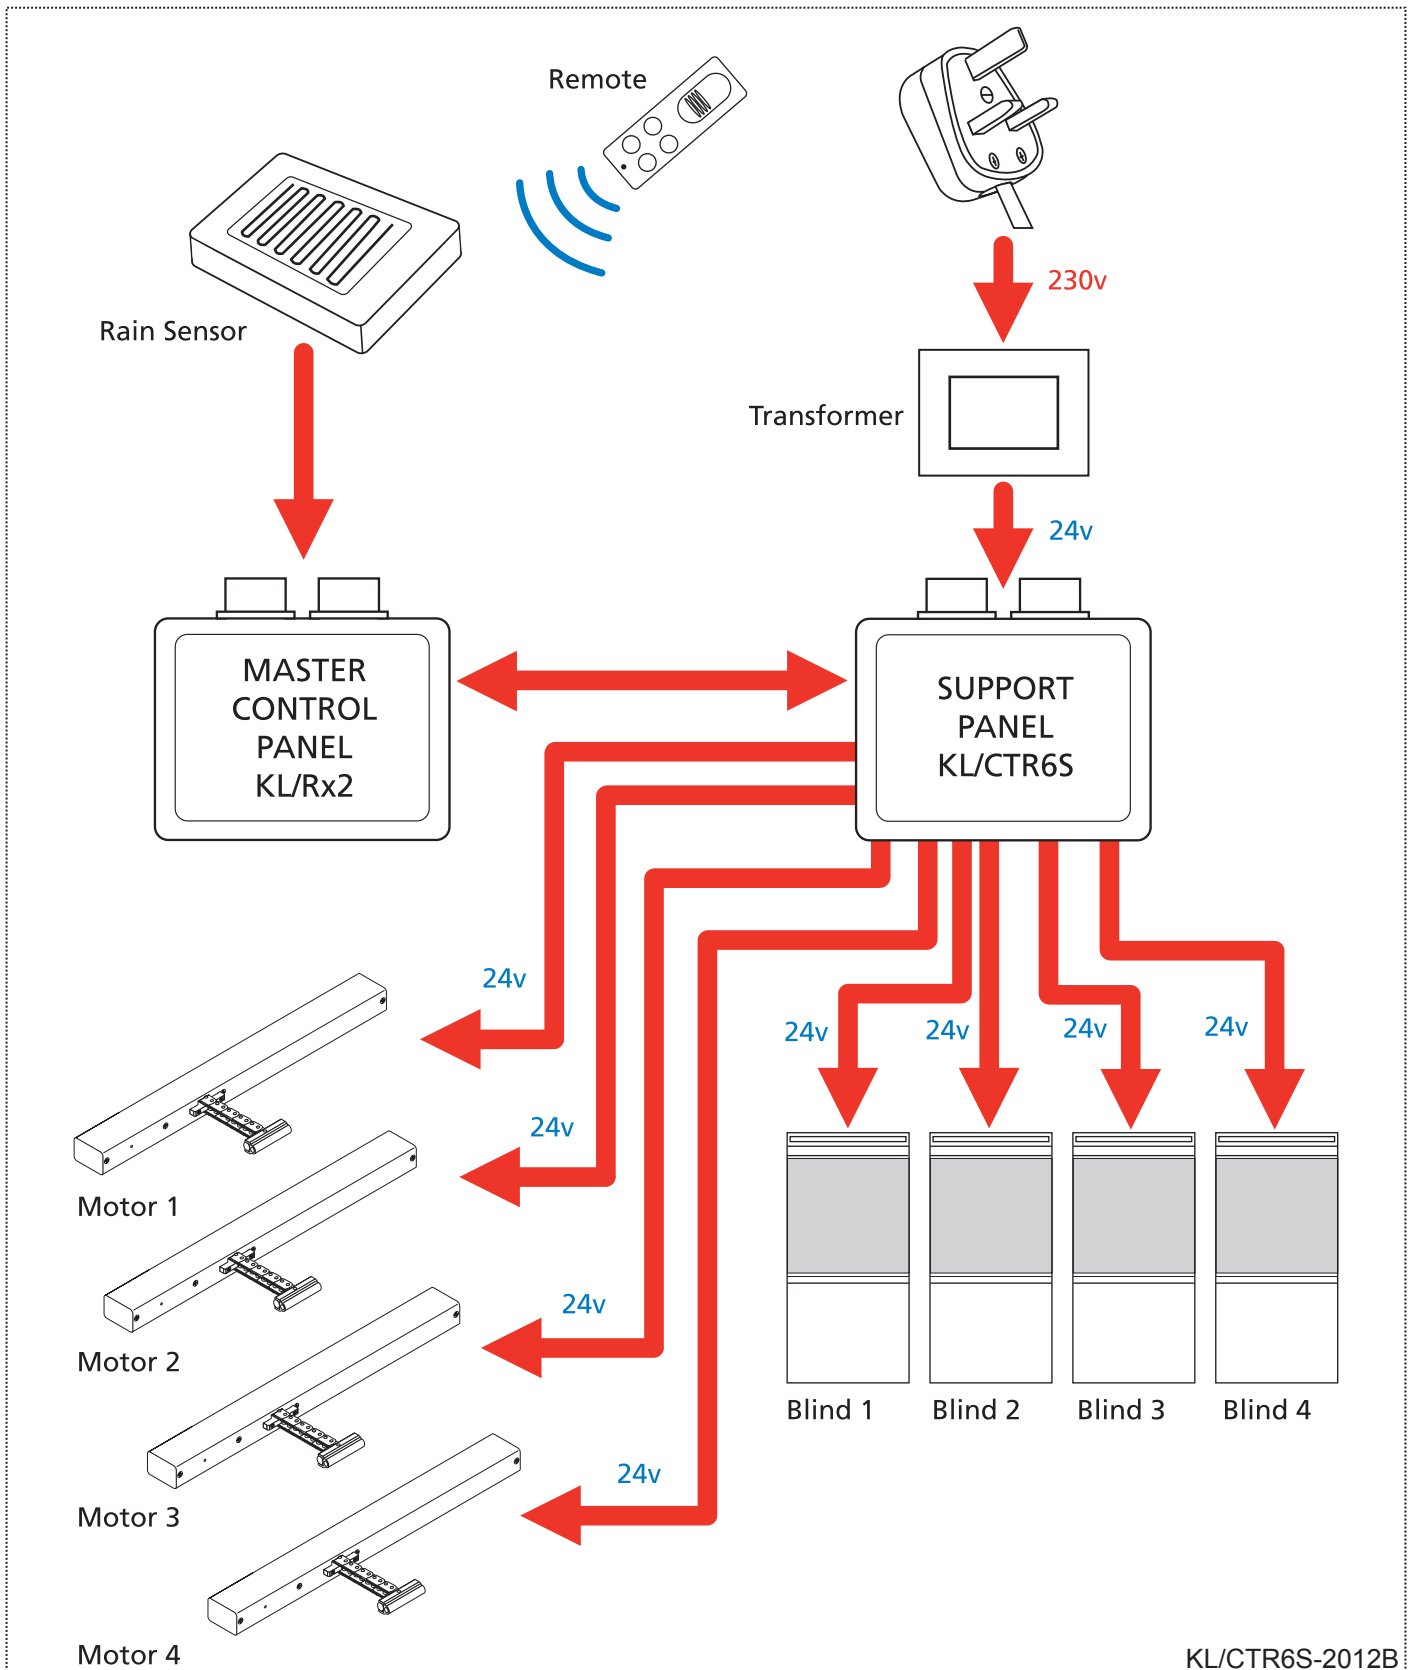 Remote
230v
Rain Sensor
Transformer
24v
MASTER
CONTROL
PANEL
KL/Rx2
SUPPORT
PANEL
KL/CTR6S
24v
24v
24v
24v
24v
24v
24v
24v
Motor 1
Motor 2
Motor 3
Motor 4
Blind 1
Blind 2
Blind 3
Blind 4
KL/CTR6S-2012B